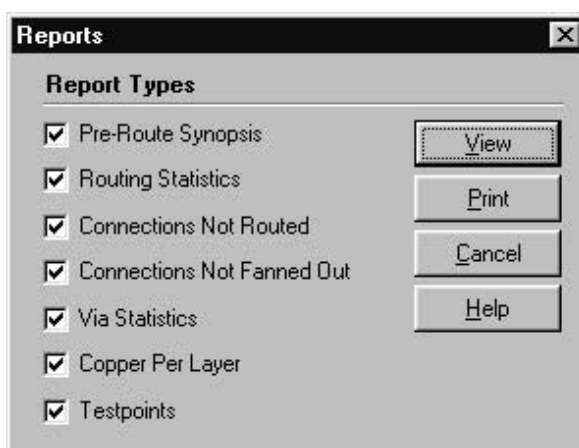 Reports
Report Types
Pre-Route Synopsis
Routing Statistics
Connections Not Routed
Connections Not Fanned Out
Via Statistics
Copper Per Layer
Testpoints
View
Print
Cancel
Help